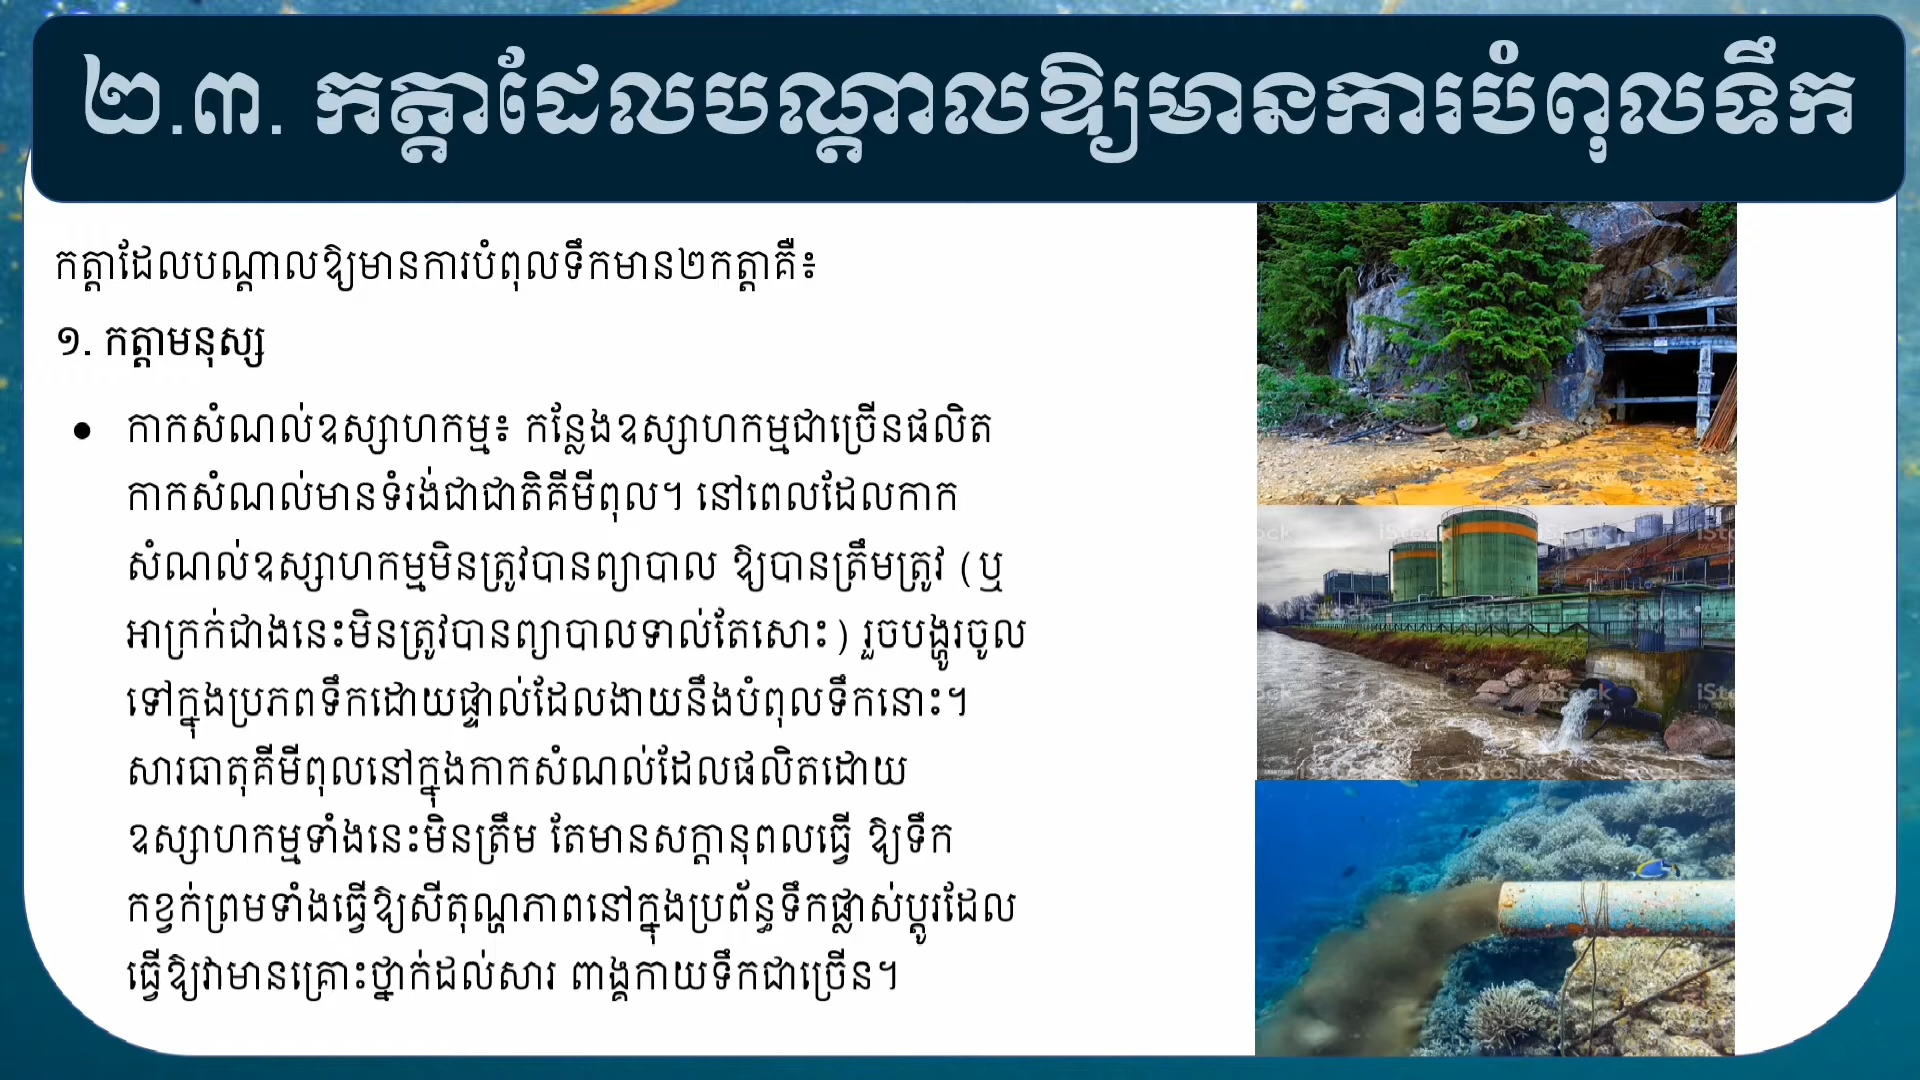 ២.៣. កត្តាដែលបណ្តាលឱ្យមានការបំពុលទឹក
កត្តាដែលបណ្តាលឱ្យមានការបំពុលទឹកមាន២កត្តាគឺ៖
១. កត្តាមនុស្ស
● កាកសំណល់ឧស្សាហកម្ម៖ កន្លែងឧស្សាហកម្មជាច្រើនផលិត
កាកសំណល់មានទំរង់ជាជាតិគីមីពុល។ នៅពេលដែលកាក
សំណល់ឧស្សាហកម្មមិនត្រូវបានព្យាបាល ឱ្យបានត្រឹមត្រូវ (ឬ
អាក្រក់ជាងនេះមិនត្រូវបានព្យាបាលទាល់តែសោះ) រួចបង្ហូរចូល
ទៅក្នុងប្រភពទឹកដោយផ្ទាល់ដែលងាយនឹងបំពុលទឹកនោះ។
សារធាតុគីមីពុលនៅក្នុងកាកសំណល់ដែលផលិតដោយ
ឧស្សាហកម្មទាំងនេះមិនត្រឹម តែមានសក្តានុពលធ្វើ ឱ្យទឹក
កខ្វក់ព្រមទាំងធ្វើឱ្យសីតុណ្ហភាពនៅក្នុងប្រព័ន្ធទឹកផ្លាស់ប្តូរដែល
ធ្វើឱ្យវាមានគ្រោះថ្នាក់ដល់សារ ពាង្គកាយទឹកជាច្រើន។
iStock
iStock
iStock
iStock